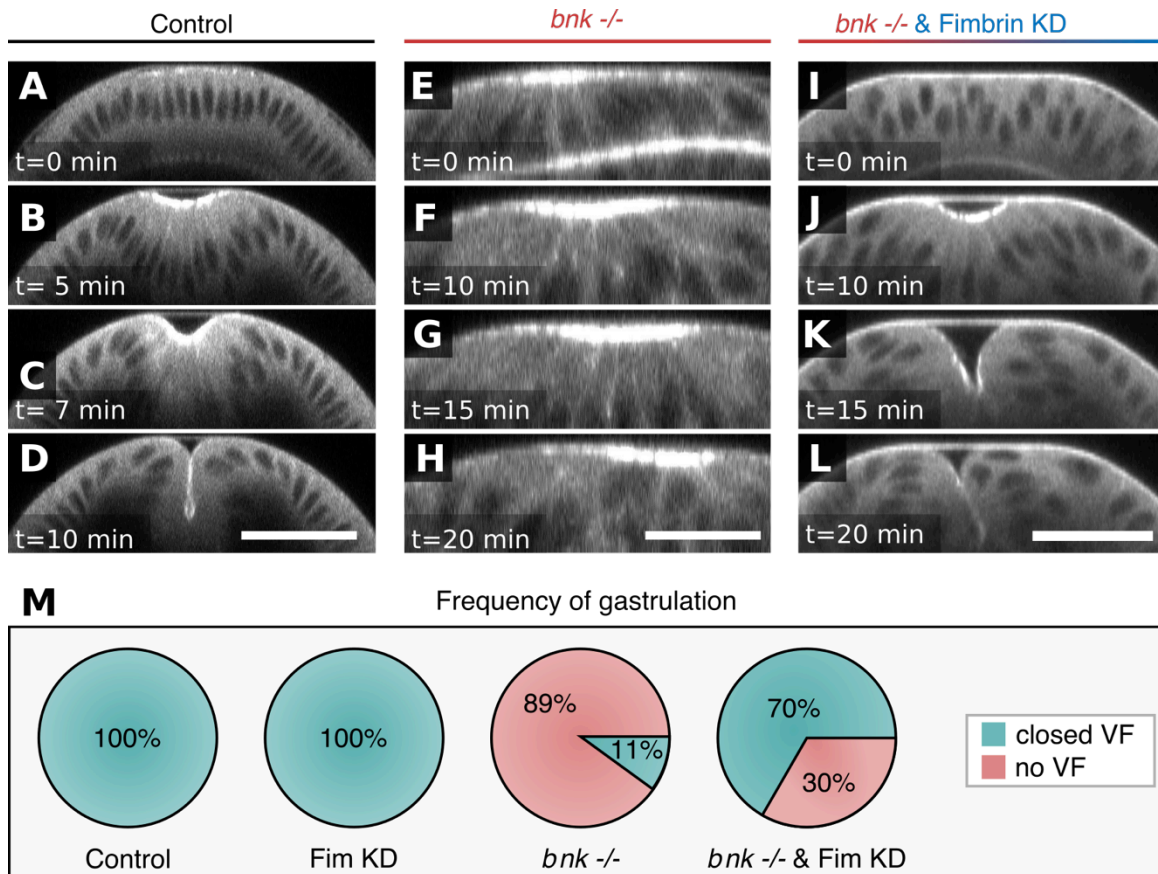 Control
bnk -/-
bnk -/- & Fimbrin KD
A
t=0 min
E
t=0 min
I
t=0 min
B
t= 5 min
F
t=10 min
J
t=10 min
C
t= 7 min
G
t=15 min
K
t=15 min
D
t=10 min
H
t=20 min
L
t=20 min
M
Frequency of gastrulation
100%
100%
89%
11%
70%
30%
closed VF
no VF
Control
Fim KD
bnk -/-
bnk -/- & Fim KD